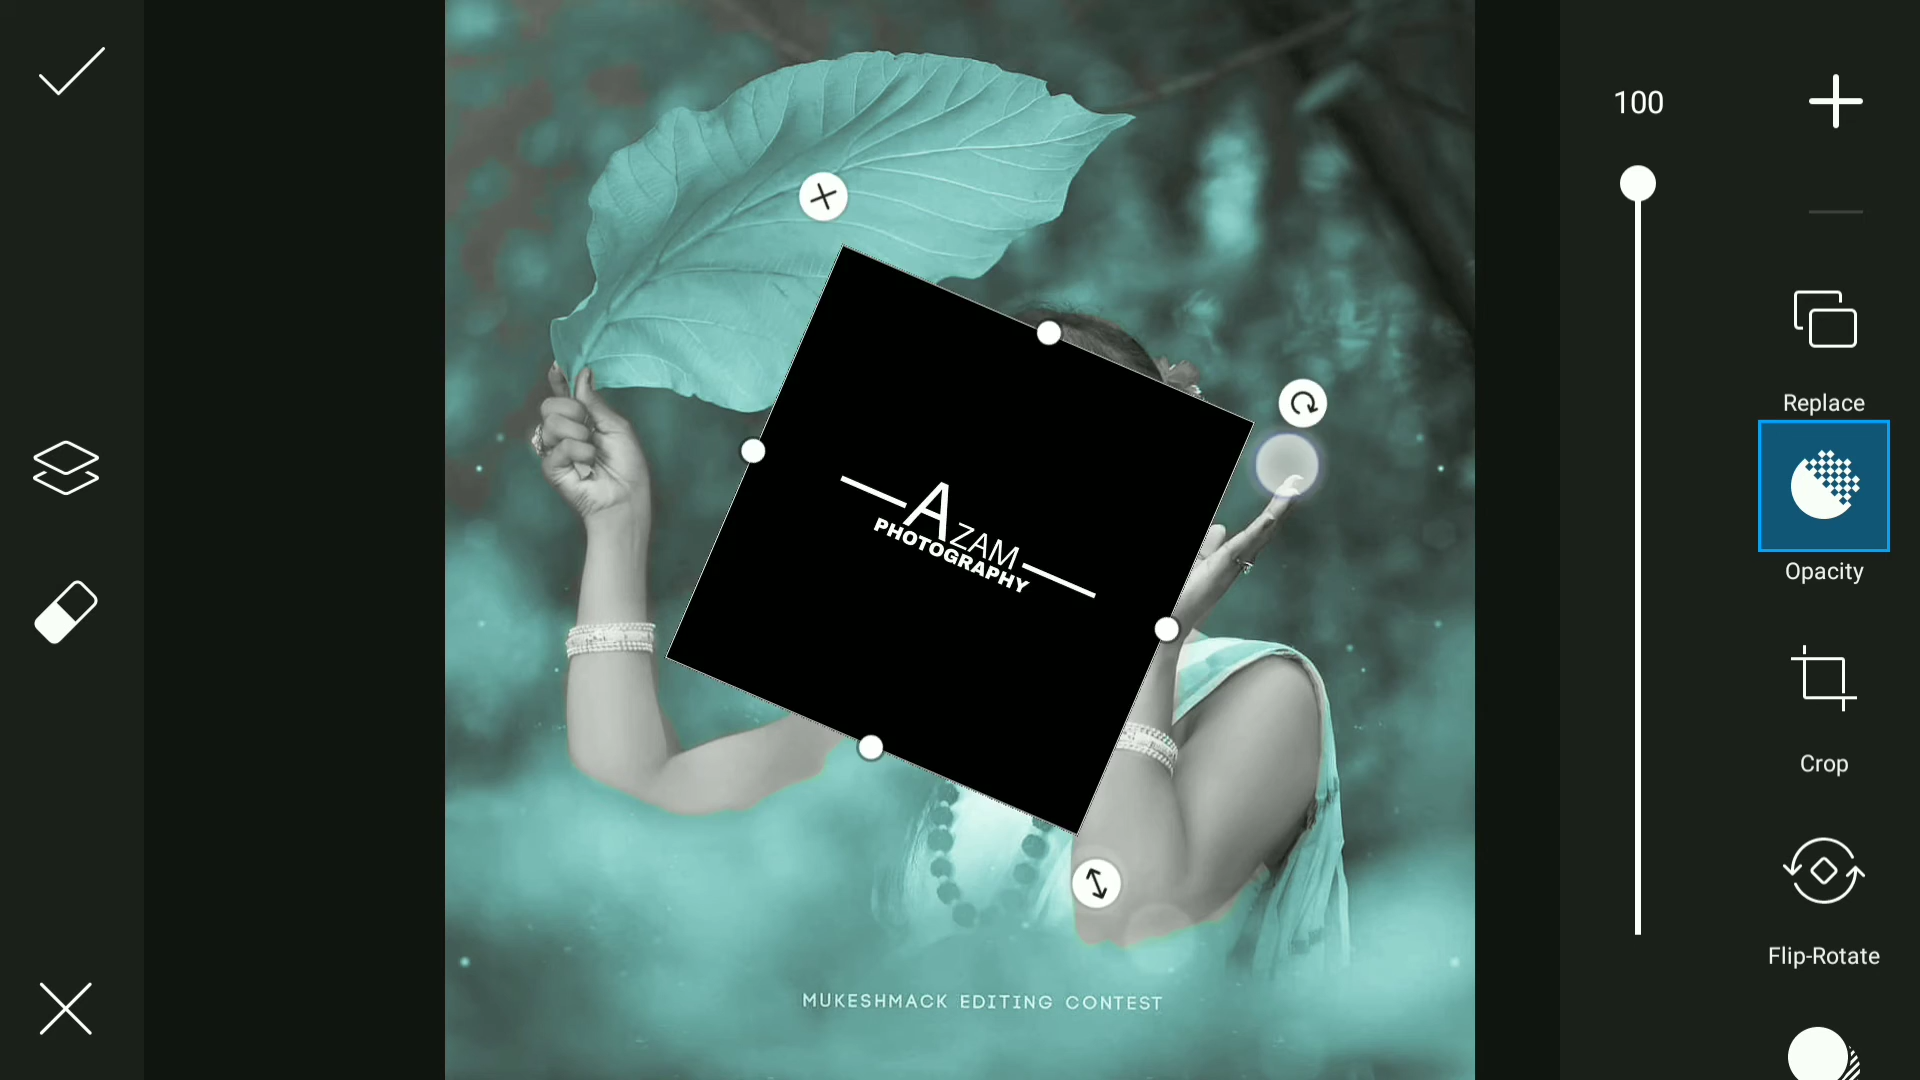 100
Replace
Opacity
Crop
Flip-Rotate
AZAM
PHOTOGRAPHY
MUKESHMACK EDITING CONTEST